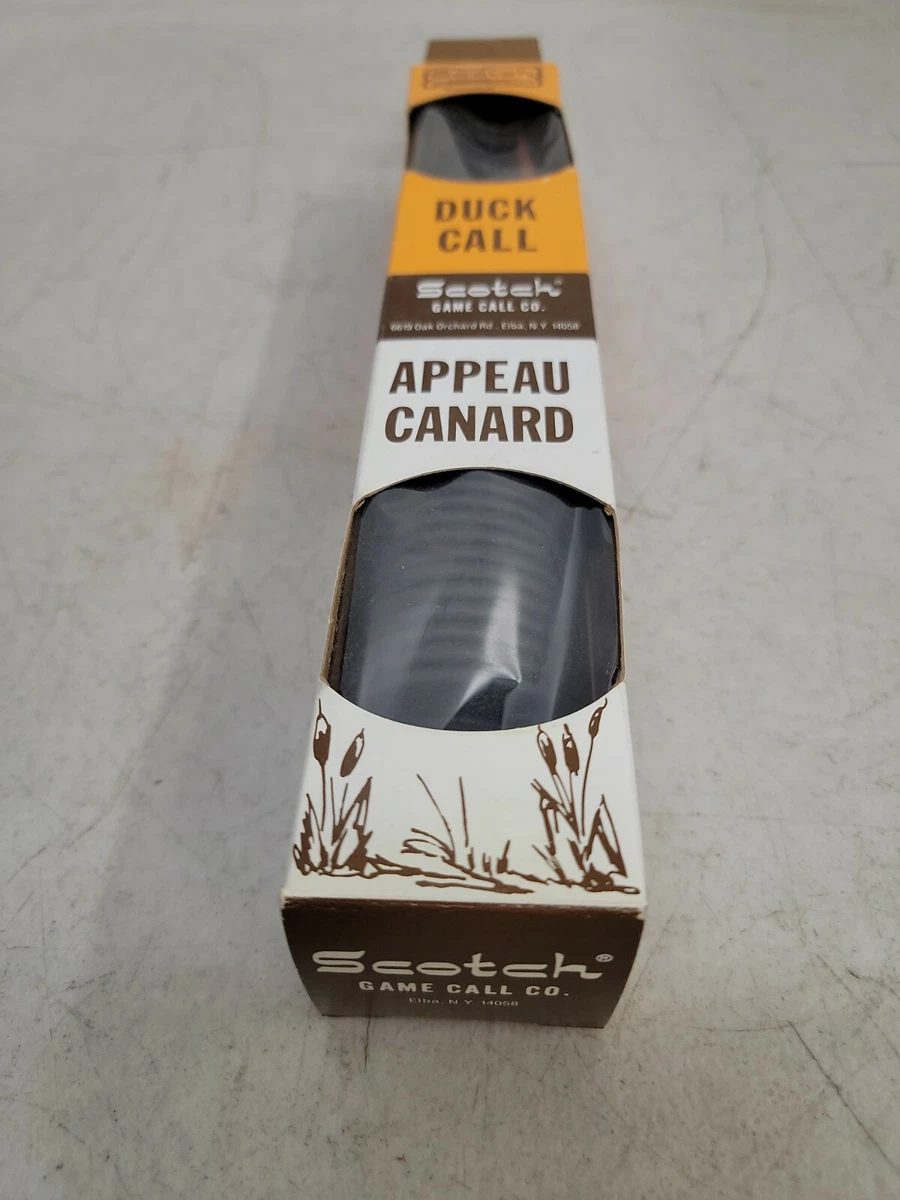 Scotch
DUCK
CALL
Scotch®
GAME CALL CO.
6619 Oak Orchard Rd. Elba, N.Y. 14058
APPEAU
CANARD
Scotch®
GAME CALL CO.
Elba, N.Y. 14058